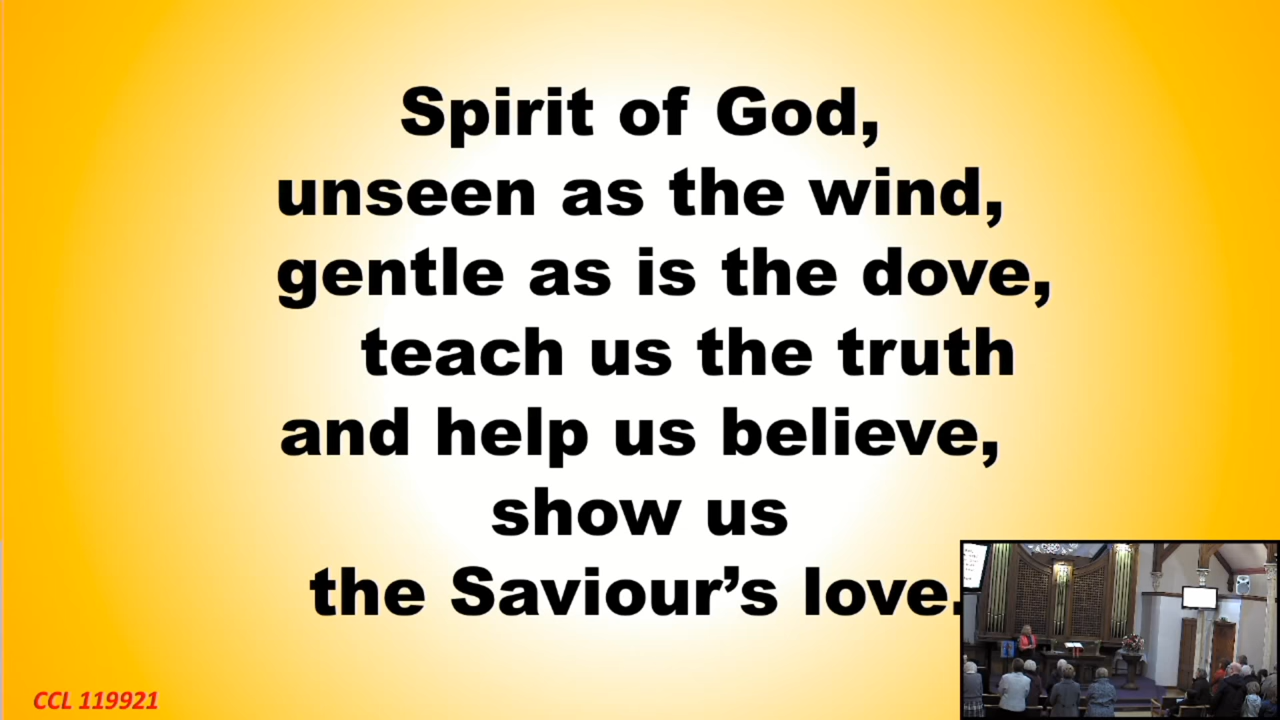 Spirit of God,
unseen as the wind,
gentle as is the dove,
teach us the truth
and help us believe,
show us
the Saviour’s love.
CCL 119921